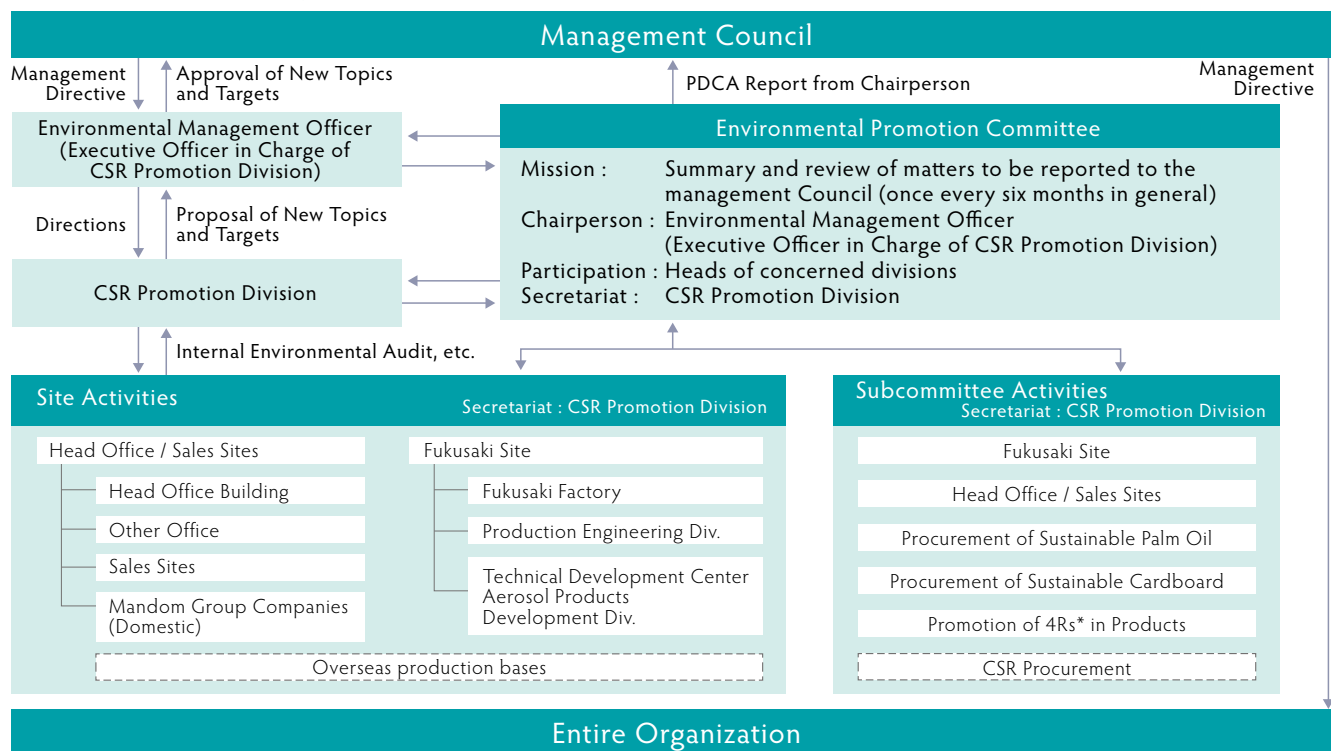 Management Council
Management
Directive
Approval of New Topics
and Targets
PDCA Report from Chairperson
Management
Directive
Environmental Management Officer
(Executive Officer in Charge of
CSR Promotion Division)
Environmental Promotion Committee
Mission : Summary and review of matters to be reported to the
management Council (once every six months in general)
Chairperson : Environmental Management Officer
(Executive Officer in Charge of CSR Promotion Division)
Participation : Heads of concerned divisions
Secretariat : CSR Promotion Division
Directions
Proposal of New Topics
and Targets
CSR Promotion Division
Internal Environmental Audit, etc.
Site Activities
Secretariat : CSR Promotion Division
Head Office / Sales Sites
Head Office Building
Other Office
Sales Sites
Mandom Group Companies
(Domestic)
Fukusaki Site
Fukusaki Factory
Production Engineering Div.
Technical Development Center
Aerosol Products
Development Div.
Overseas production bases
Subcommittee Activities
Secretariat : CSR Promotion Division
Fukusaki Site
Head Office / Sales Sites
Procurement of Sustainable Palm Oil
Procurement of Sustainable Cardboard
Promotion of 4Rs* in Products
CSR Procurement
Entire Organization